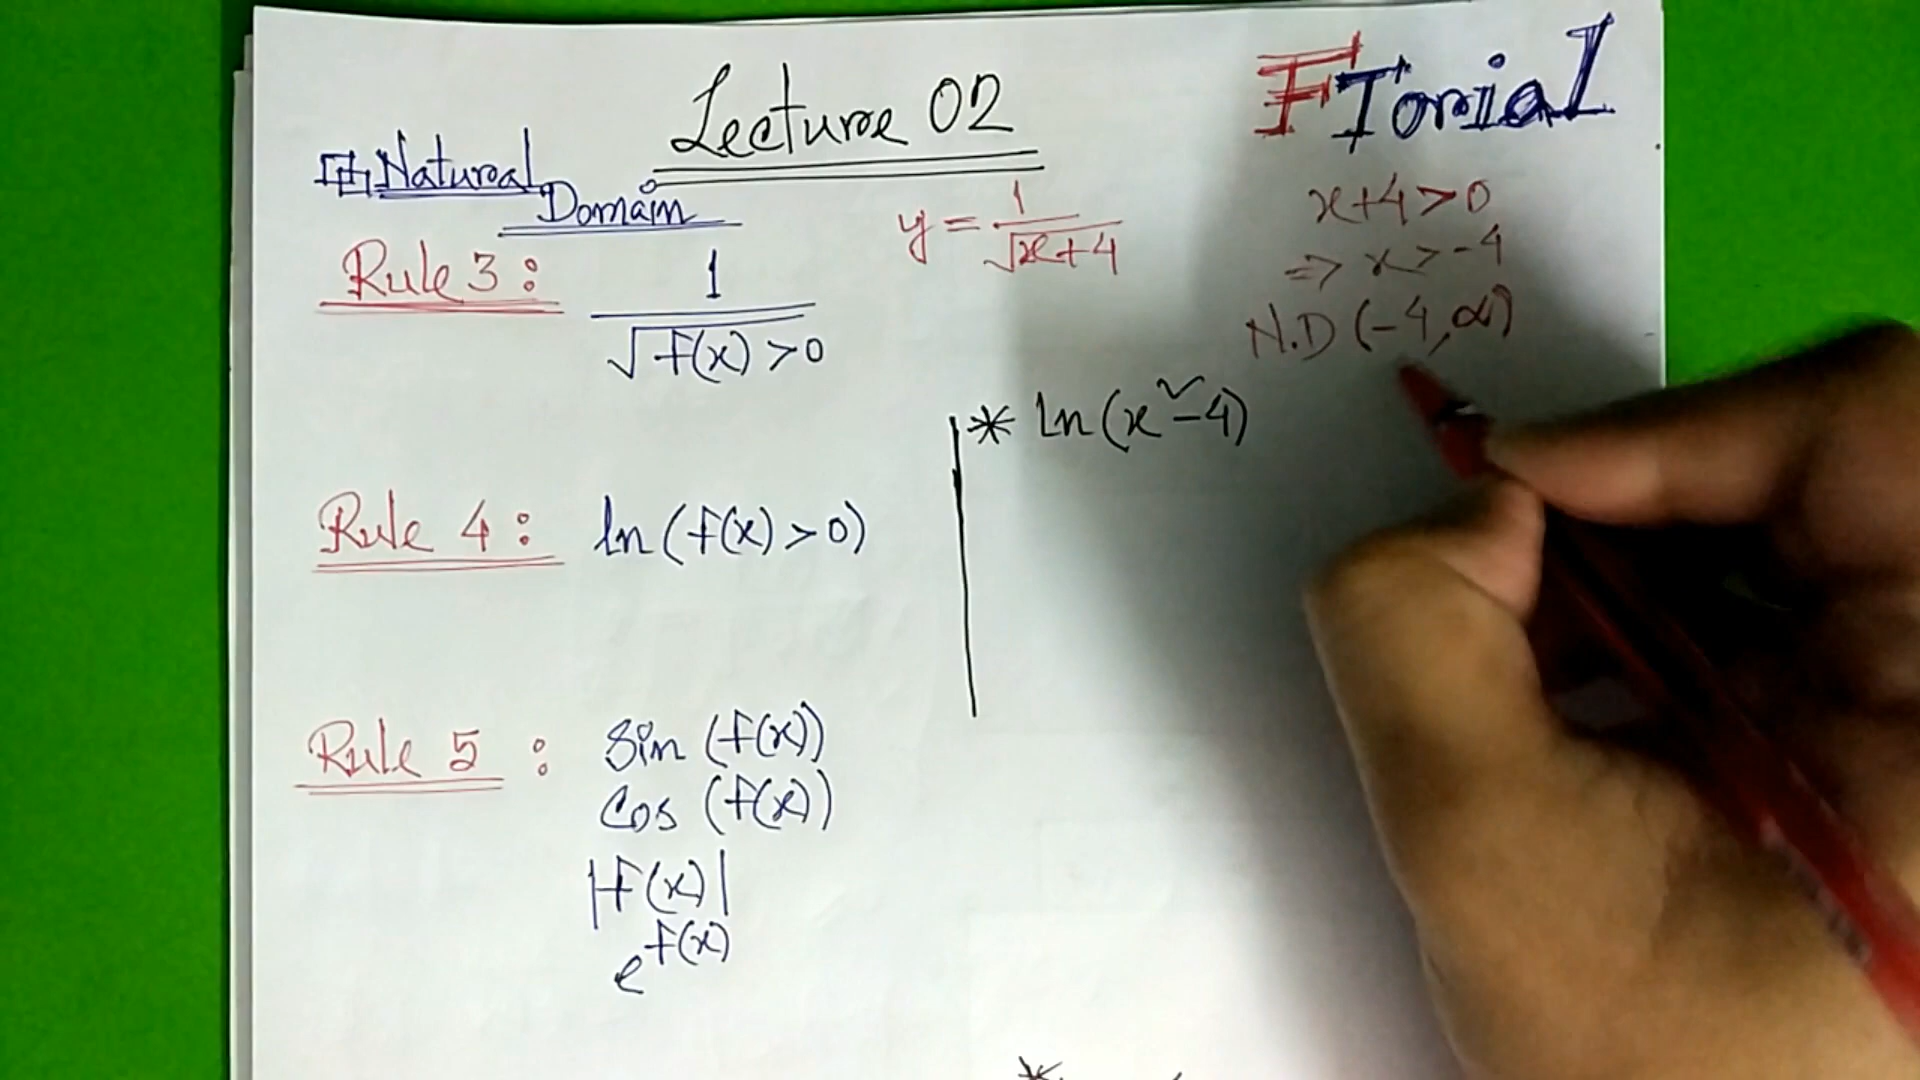 Lecture 02
FTorial
Natural
Domain
y = 1/√x+4
x+4>0
⇒ x > -4
N.D (-4, ∞)
Rule 3 : 1/√f(x) >0
* ln(x²-4)
Rule 4 : ln(f(x) > 0)
Rule 5 : Sin (f(x))
Cos (f(x))
|f(x)|
e^f(x)